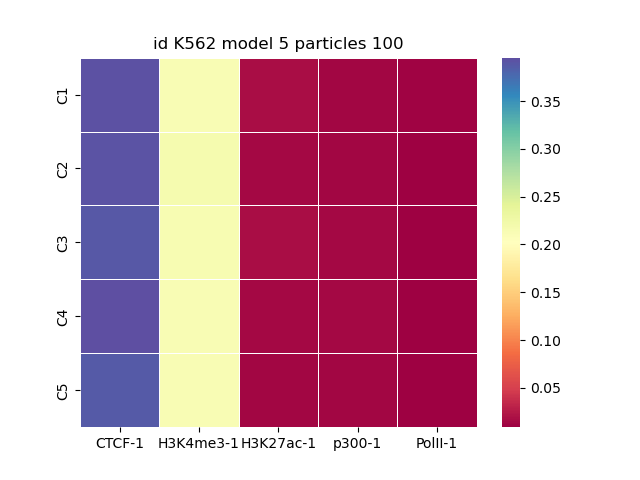 id K562 model 5 particles 100
C1
C2
C3
C4
C5
CTCF-1 H3K4me3-1 H3K27ac-1 p300-1 PolII-1
0.35
0.30
0.25
0.20
0.15
0.10
0.05